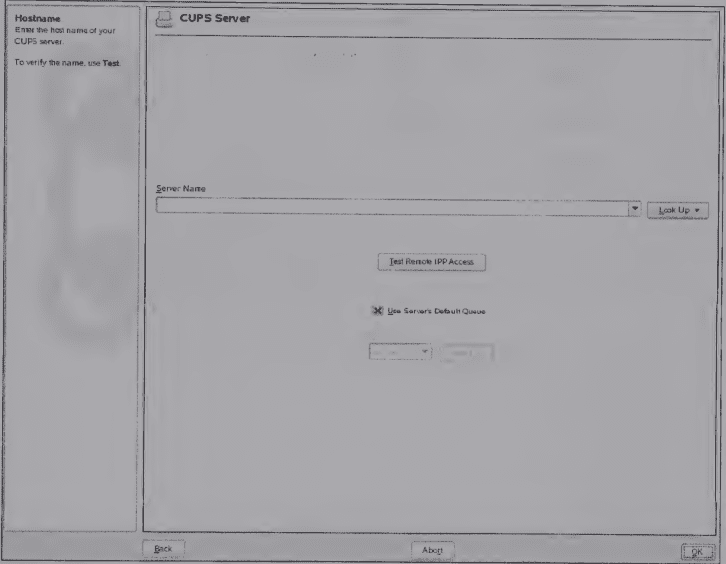 Hostname
Enter the host name of your
CUPS server.
To verify the name, use Test.
CUPS Server
Server Name
Look Up
Test Remote IPP Access
Use Server's Default Queue
Back
Abort
OK